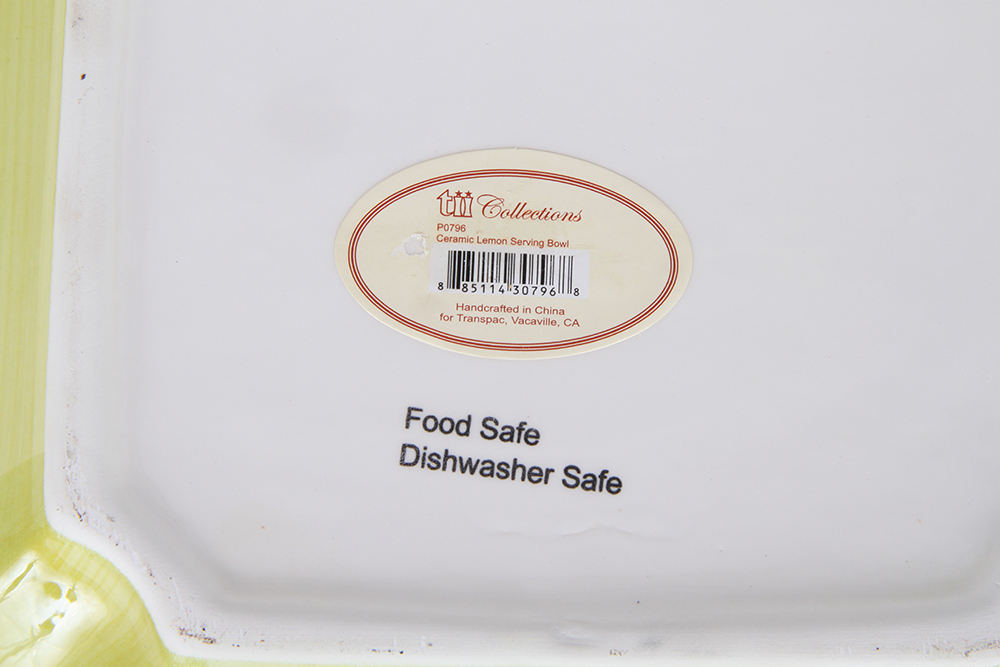 tii Collections
P0796
Ceramic Lemon Serving Bowl
8 85114 30796 8
Handcrafted in China
for Transpac, Vacaville, CA
Food Safe
Dishwasher Safe